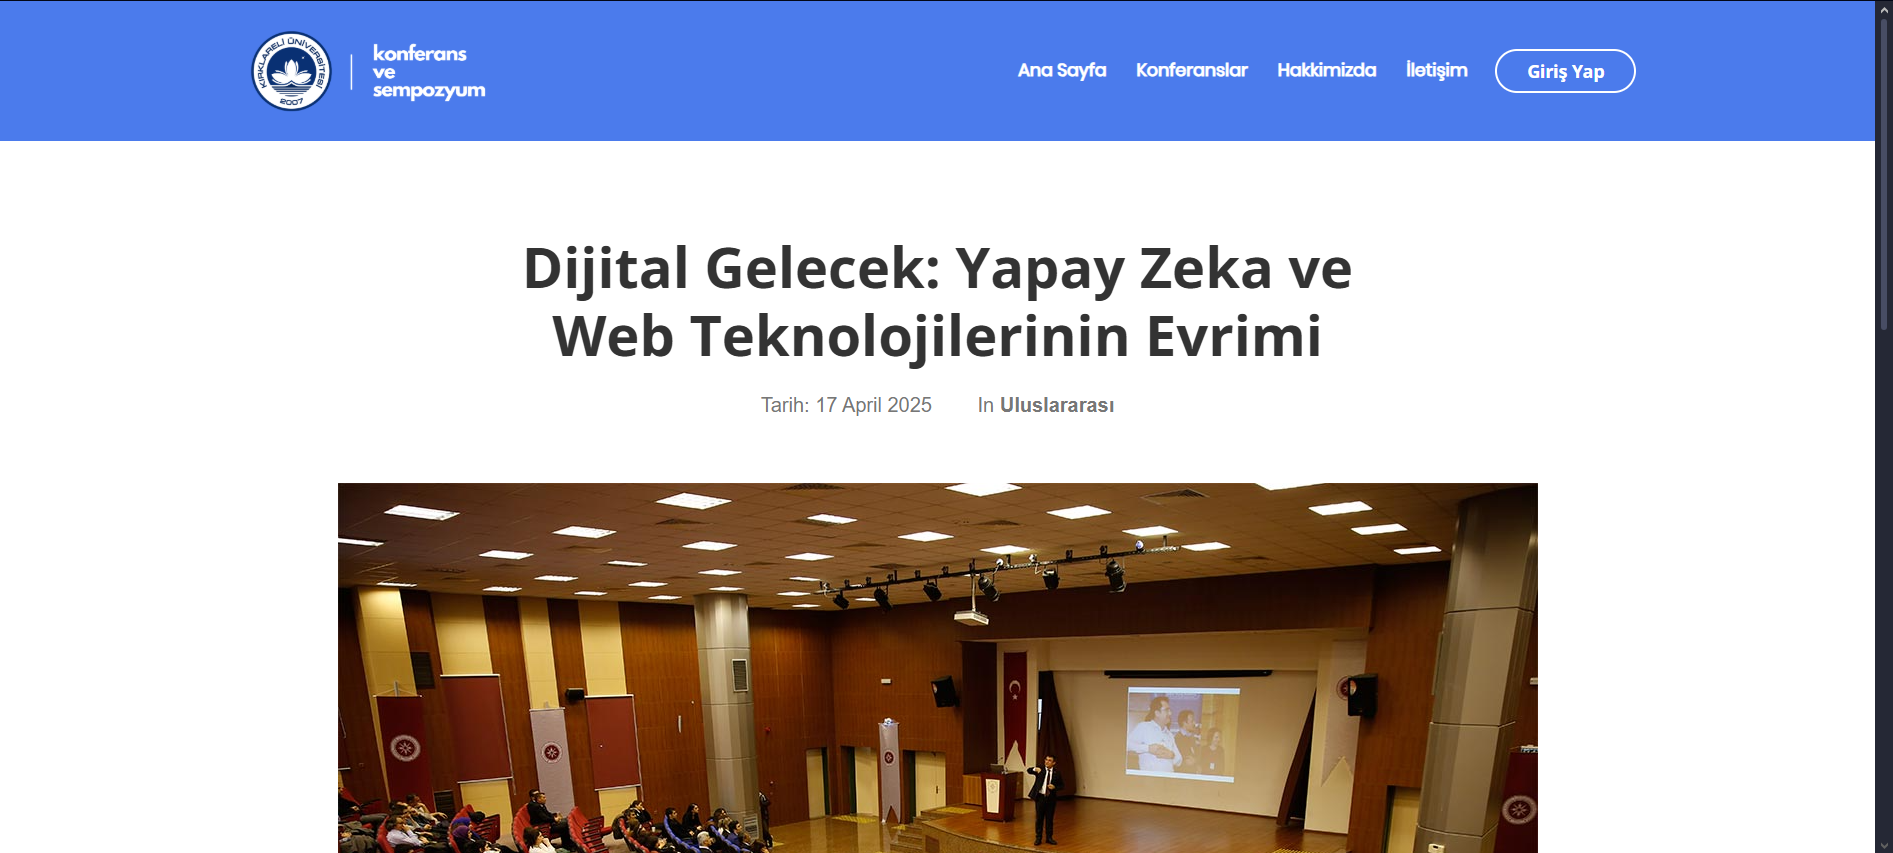 KIRKLARELİ ÜNİVERSİTESİ
2007
konferans
ve
sempozyum
Ana Sayfa
Konferanslar
Hakkimizda
İletişim
Giriş Yap
Dijital Gelecek: Yapay Zeka ve
Web Teknolojilerinin Evrimi
Tarih: 17 April 2025
In Uluslararası